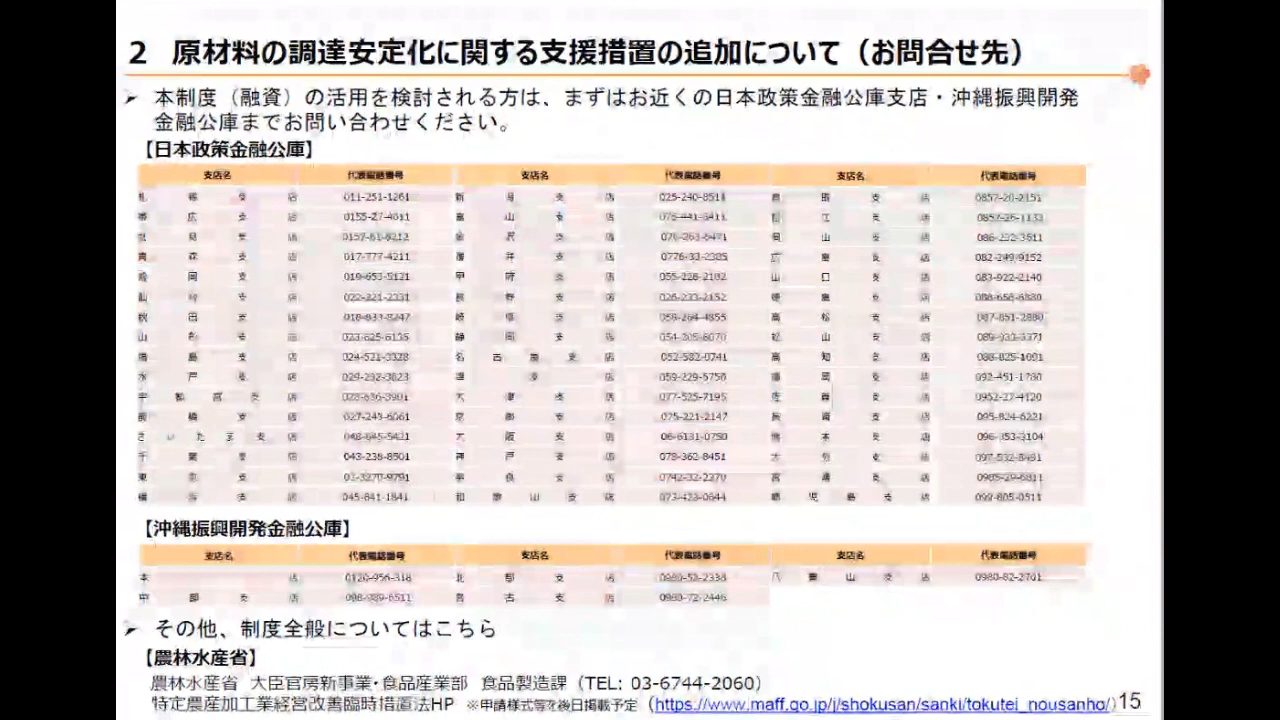 2 原材料の調達安定化に関する支援措置の追加について（お問合せ先）
➤ 本制度（融資）の活用を検討される方は、まずはお近くの日本政策金融公庫支店・沖縄振興開発
金融公庫までお問い合わせください。
【日本政策金融公庫】
支店名 代表電話番号 支店名 代表電話番号 支店名 代表電話番号
札幌支店 011-251-1261 新潟支店 025-240-8511 鳥取支店 0857-20-2151
帯広支店 0155-27-4011 富山支店 松江支店 0852-26-1133
北見支店 0157-61-8212 金沢支店 076-263-6471 岡山支店 086-232-3611
青森支店 017-777-4211 福井支店 0776-33-2385 広島支店 082-249-9152
盛岡支店 019-653-5121 甲府支店 055-228-2182 山口支店 083-922-2140
仙台支店 022-221-2331 長野支店 026-233-2152 徳島支店
秋田支店 018-833-8247 岐阜支店 058-264-4855 高松支店 087-851-2880
山形支店 023-625-6135 静岡支店 054-205-6070 松山支店 089-933-3371
福島支店 024-521-3328 名古屋支店 052-582-0741 高知支店 088-825-1091
水戸支店 029-232-3623 津支店 059-229-5750 福岡支店 092-451-1780
宇都宮支店 028-636-3901 大津支店 077-525-7195 佐賀支店 0952-27-4120
前橋支店 027-243-6061 京都支店 075-221-2147 長崎支店 095-824-6221
さいたま支店 048-645-5421 大阪支店 06-6131-0750 熊本支店 096-353-3104
千葉支店 043-238-8501 神戸支店 078-362-8451 大分支店 097-532-8491
東京支店 03-3270-9791 奈良支店 0742-32-2270 宮崎支店 0985-29-6811
横浜支店 045-641-1841 和歌山支店 073-423-0644 鹿児島支店 099-805-0511
【沖縄振興開発金融公庫】
支店名 代表電話番号 支店名 代表電話番号 支店名 代表電話番号
本店 0120-956-318 北部支店 0980-52-2338 八重山支店 0980-82-2701
中部支店 098-989-6511 宮古支店 0980-72-2446
➤ その他、制度全般についてはこちら
【農林水産省】
農林水産省 大臣官房新事業・食品産業部 食品製造課（TEL: 03-6744-2060）
特定農産加工業経営改善臨時措置法HP ※申請様式等を後日掲載予定（https://www.maff.go.jp/j/shokusan/sanki/tokutei_nousanho/）15